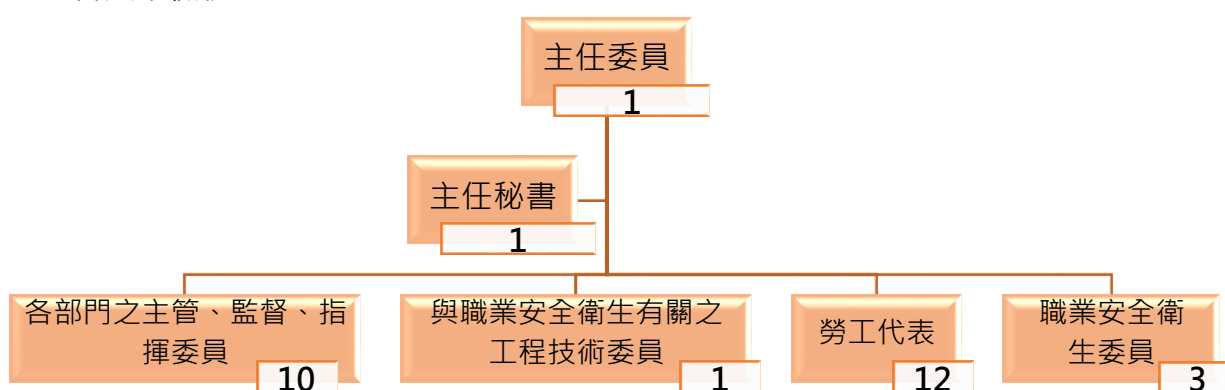 主任委員
1
主任秘書
1
各部門之主管、監督、指
揮委員
10
與職業安全衛生有關之
工程技術委員
1
勞工代表
12
職業安全衛
生委員
3